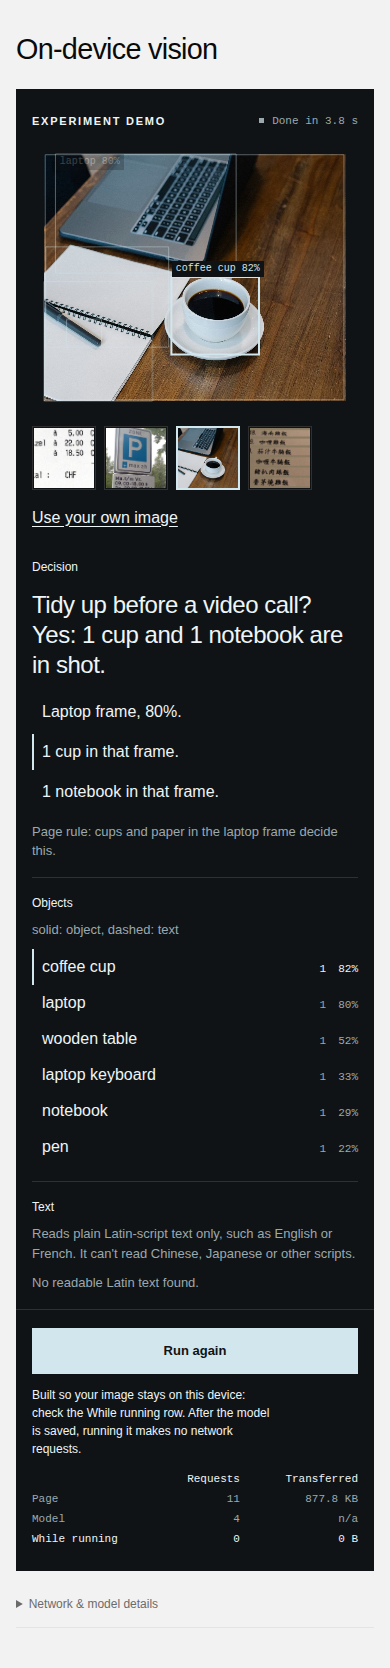 On-device vision
EXPERIMENT DEMO
Done in 3.8 s
laptop 80%
coffee cup 82%
5,00
22.00
18.50
CHF
P
Use your own image
Decision
Tidy up before a video call?
Yes: 1 cup and 1 notebook are
in shot.
Laptop frame, 80%.
1 cup in that frame.
1 notebook in that frame.
Page rule: cups and paper in the laptop frame decide
this.
Objects
solid: object, dashed: text
coffee cup 1 82%
laptop 1 80%
wooden table 1 52%
laptop keyboard 1 33%
notebook 1 29%
pen 1 22%
Text
Reads plain Latin-script text only, such as English or
French. It can't read Chinese, Japanese or other scripts.
No readable Latin text found.
Run again
Built so your image stays on this device:
check the While running row. After the model
is saved, running it makes no network
requests.
Requests Transferred
Page 11 877.8 KB
Model 4 n/a
While running 0 0 B
Network & model details